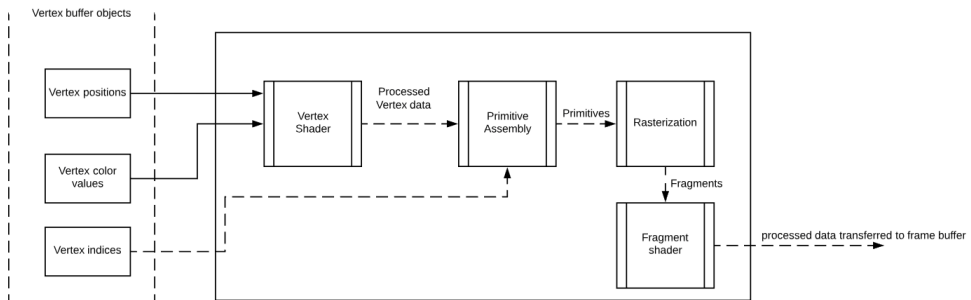 Vertex buffer objects
Vertex positions
Vertex color
values
Vertex indices
Vertex
Shader
Processed
Vertex data
Primitive
Assembly
Primitives
Rasterization
Fragments
Fragment
shader
processed data transferred to frame buffer